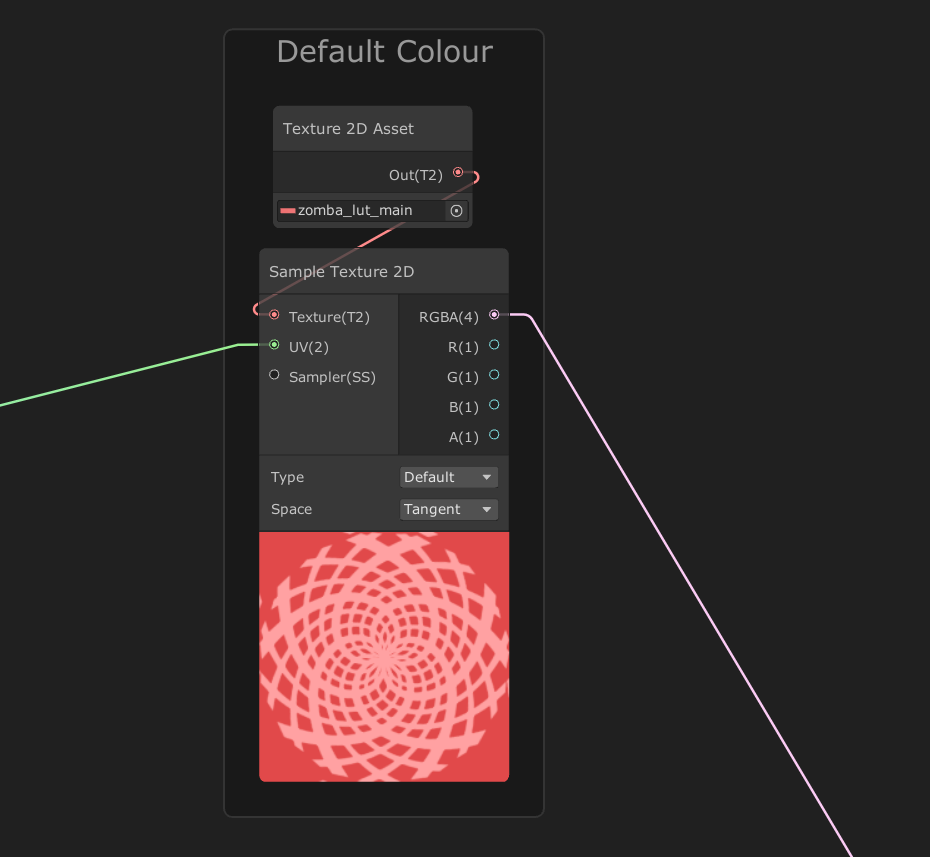 Default Colour
Texture 2D Asset
Out(T2)
zomba_lut_main
Sample Texture 2D
Texture(T2) RGBA(4)
UV(2) R(1)
Sampler(SS) G(1)
B(1)
A(1)
Type Default
Space Tangent